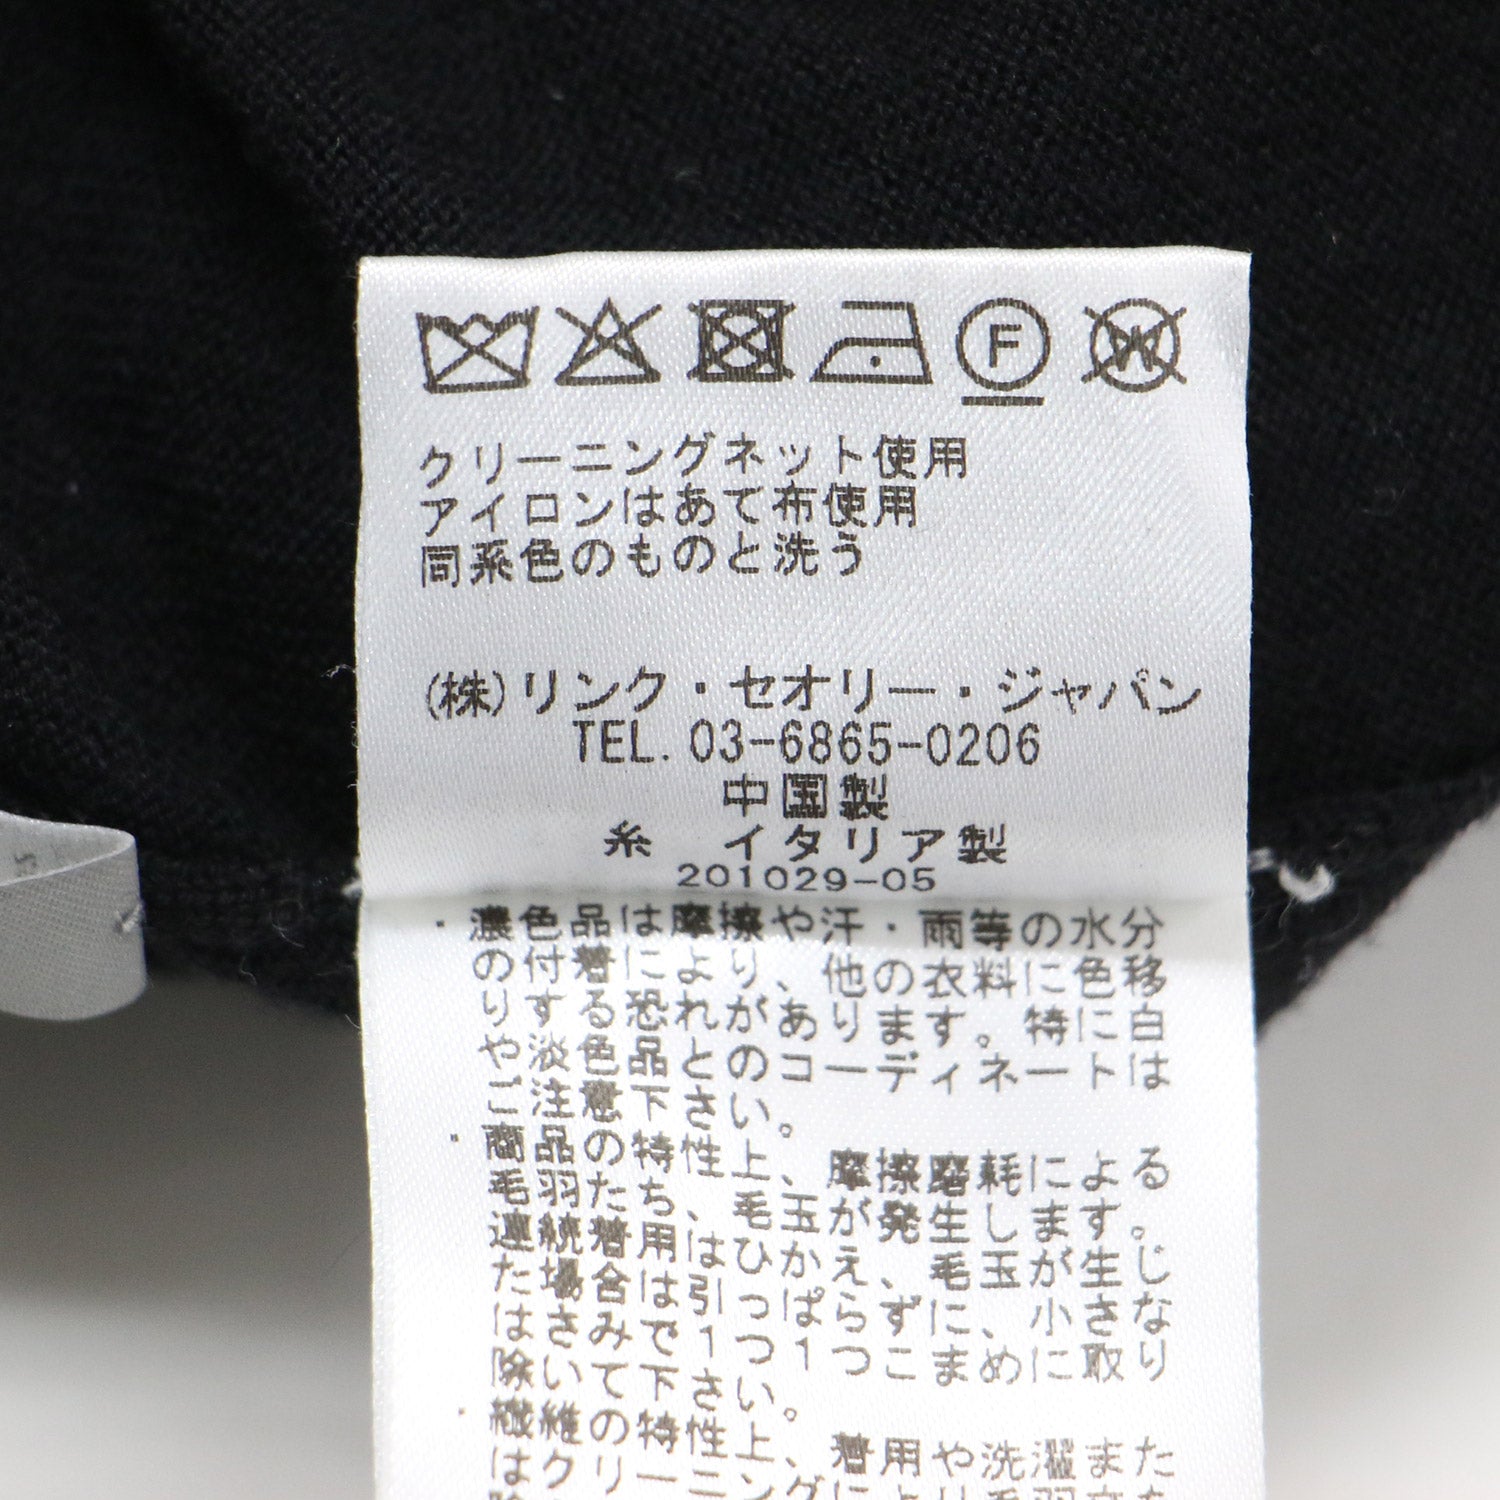 F
W
クリーニングネット使用
アイロンはあて布使用
同系色のものと洗う
(株)リンク・セオリー・ジャパン
TEL. 03-6865-0206
中国製
糸 イタリア製
201029-05
・濃色品は摩擦や汗・雨等の水分
の付着により、他の衣料に色移
りする恐れがあります。特に白
や淡色品とのコーディネートは
ご注意下さい。
・商品の特性上、摩擦磨耗による
毛羽たち、毛玉が発生します。
連続着用はひかえ、毛玉が生じ
た場合は引っぱらずに、小さな
はさみで1つ1つこまめに取り
除いて下さい。
・繊維の特性上、着用や洗濯また
はクリーニング